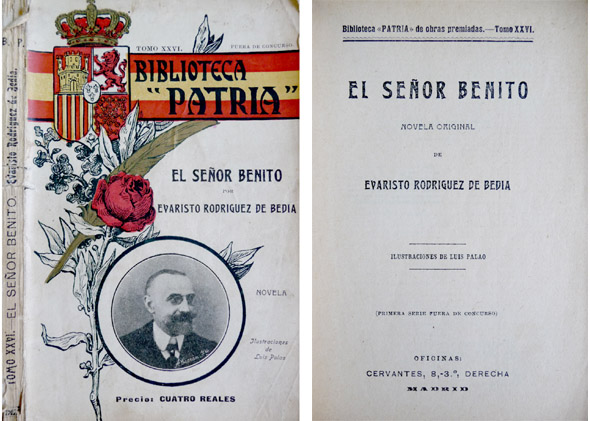 TOMO XXVI.—EL SEÑOR BENITO.—Evaristo Rodriguez de Bedia.
TOMO XXVI. FUERA DE CONCURSO.
BIBLIOTECA
"PATRIA"
EL SEÑOR BENITO
POR
EVARISTO RODRIGUEZ DE BEDIA
NOVELA
Ilustraciones
de
Luis Palao
Precio: CUATRO REALES
Biblioteca «PATRIA» de obras premiadas.—Tomo XXVI.
EL SEÑOR BENITO
NOVELA ORIGINAL
DE
EVARISTO RODRIGUEZ DE BEDIA
ILUSTRACIONES DE LUIS PALAO
(PRIMERA SERIE FUERA DE CONCURSO)
OFICINAS:
CERVANTES, 8,-3.º, DERECHA
MADRID